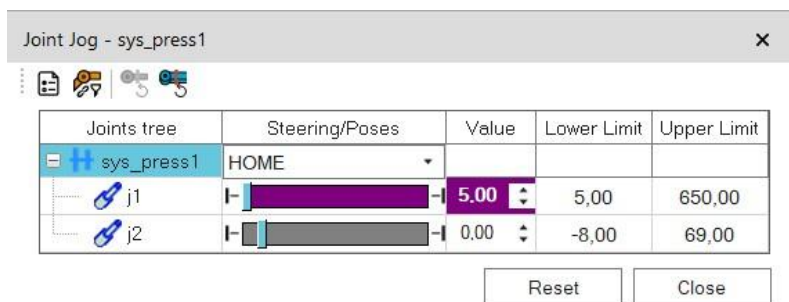 Joint Jog - sys_press1
Joints tree Steering/Poses Value Lower Limit Upper Limit
sys_press1 HOME
j1 5,00 5,00 650,00
j2 0,00 -8,00 69,00
Reset Close